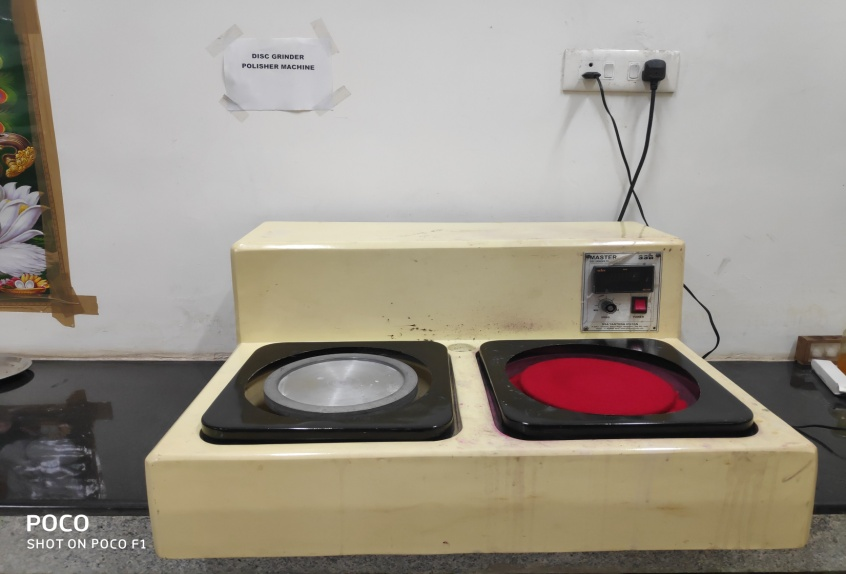 DISC GRINDER
POLISHER MACHINE
MASTER
POCO
SHOT ON POCO F1